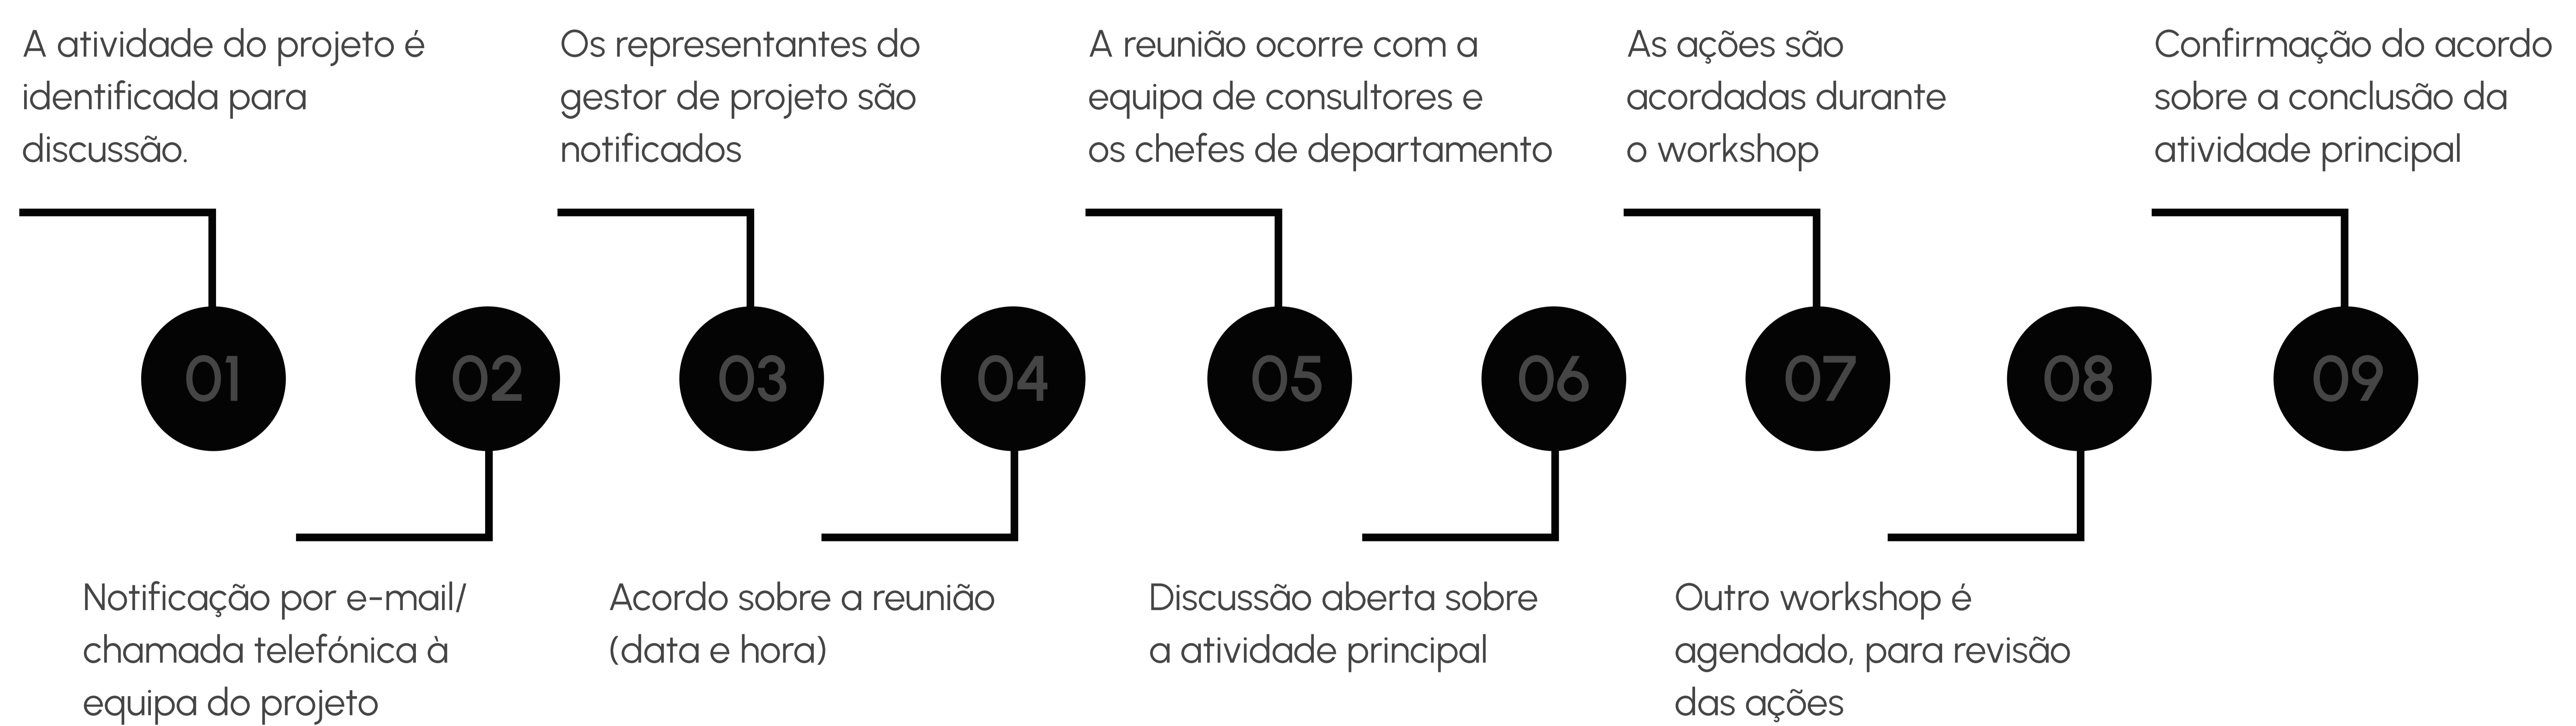 A atividade do projeto é
identificada para
discussão.
Os representantes do
gestor de projeto são
notificados
A reunião ocorre com a
equipa de consultores e
os chefes de departamento
As ações são
acordadas durante
o workshop
Confirmação do acordo
sobre a conclusão da
atividade principal
01
02
03
04
05
06
07
08
09
Notificação por e-mail/
chamada telefónica à
equipa do projeto
Acordo sobre a reunião
(data e hora)
Discussão aberta sobre
a atividade principal
Outro workshop é
agendado, para revisão
das ações